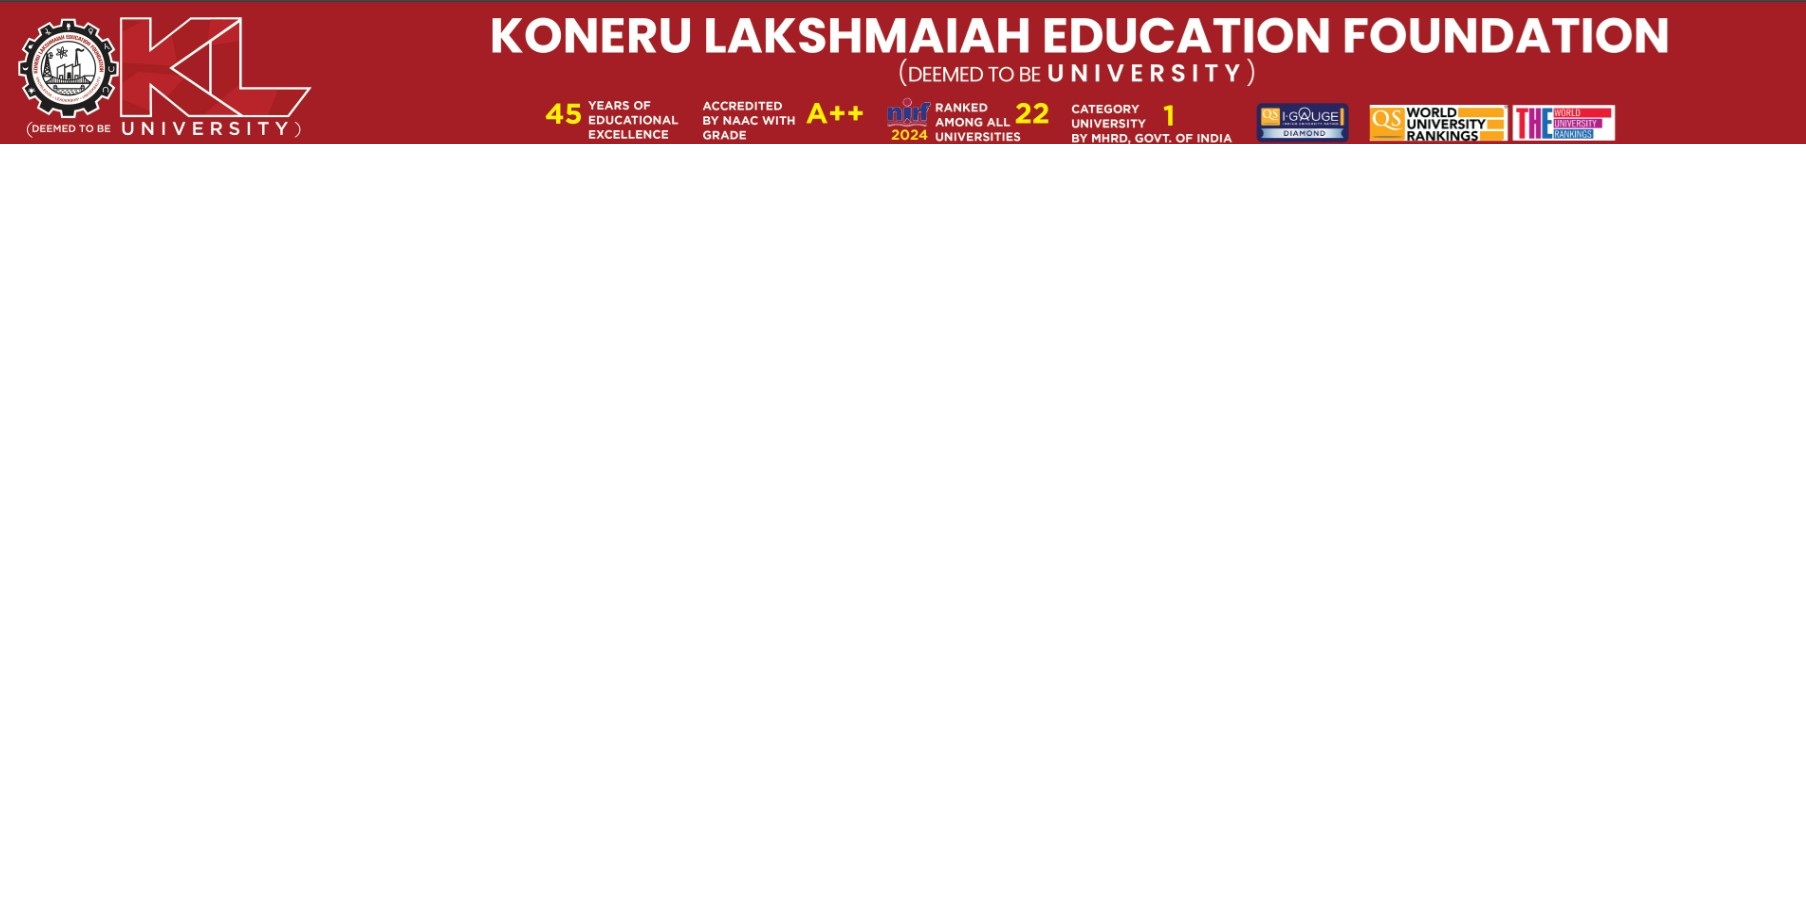 KONERU LAKSHMAIAH EDUCATION FOUNDATION
(DEEMED TO BE UNIVERSITY)
KL
(DEEMED TO BE UNIVERSITY)
45 YEARS OF
EDUCATIONAL
EXCELLENCE
ACCREDITED
BY NAAC WITH
GRADE A++
nirf
2024
RANKED
AMONG ALL
UNIVERSITIES 22
CATEGORY
UNIVERSITY 1
BY MHRD, GOVT. OF INDIA
QS I·GAUGE
DIAMOND
QS WORLD
UNIVERSITY
RANKINGS
THE WORLD
UNIVERSITY
RANKINGS